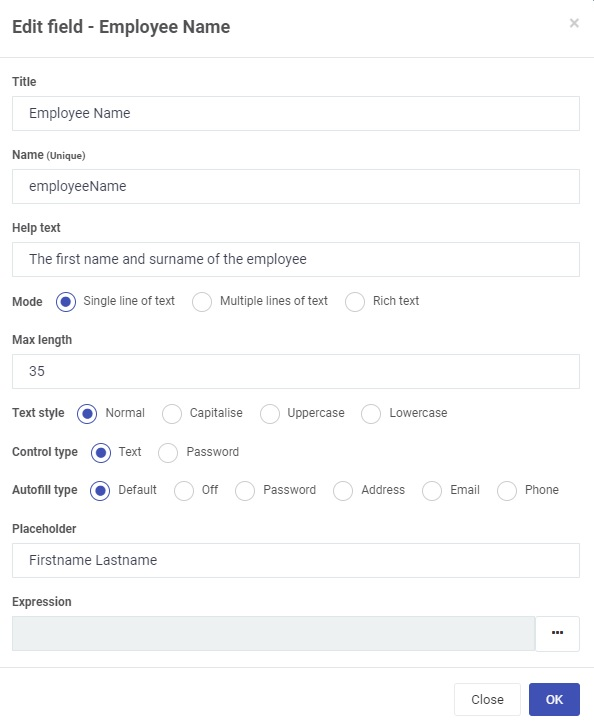 Edit field - Employee Name ×
Title
Employee Name
Name (Unique)
employeeName
Help text
The first name and surname of the employee
Mode Single line of text Multiple lines of text Rich text
Max length
35
Text style Normal Capitalise Uppercase Lowercase
Control type Text Password
Autofill type Default Off Password Address Email Phone
Placeholder
Firstname Lastname
Expression
...
Close OK